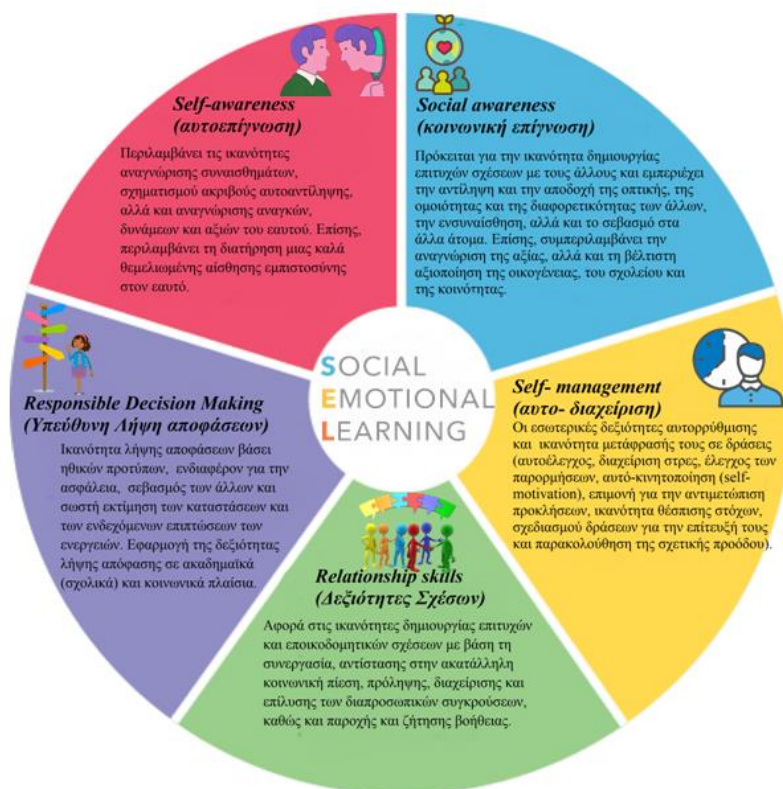 Self-awareness
(αυτοεπίγνωση)
Περιλαμβάνει τις ικανότητες
αναγνώρισης συναισθημάτων,
σχηματισμού ακριβούς αυτοαντίληψης,
αλλά και αναγνώρισης αναγκών,
δυνάμεων και αξιών του εαυτού. Επίσης,
περιλαμβάνει τη διατήρηση μιας καλά
θεμελιωμένης αίσθησης εμπιστοσύνης
στον εαυτό.
Social awareness
(κοινωνική επίγνωση)
Πρόκειται για την ικανότητα δημιουργίας
επιτυχών σχέσεων με τους άλλους και εμπεριέχει
την αντίληψη και την αποδοχή της οπτικής, της
ομοιότητας και της διαφορετικότητας των άλλων,
την ενσυναίσθηση, αλλά και το σεβασμό στα
άλλα άτομα. Επίσης, συμπεριλαμβάνει την
αναγνώριση της αξίας, αλλά και τη βέλτιστη
αξιοποίηση της οικογένειας, του σχολείου και
της κοινότητας.
SOCIAL
EMOTIONAL
LEARNING
Self- management
(αυτο- διαχείριση)
Οι εσωτερικές δεξιότητες αυτορρύθμισης
και ικανότητα μετάφρασής τους σε δράσεις
(αυτοέλεγχος, διαχείριση στρες, έλεγχος των
παρορμήσεων, αυτό-κινητοποίηση (self-
motivation), επιμονή για την αντιμετώπιση
προκλήσεων, ικανότητα θέσπισης στόχων,
σχεδιασμού δράσεων για την επίτευξή τους
και παρακολούθηση της σχετικής προόδου).
Responsible Decision Making
(Υπεύθυνη Λήψη αποφάσεων)
Ικανότητα λήψης αποφάσεων βάσει
ηθικών προτύπων, ενδιαφέρον για την
ασφάλεια, σεβασμός των άλλων και
σωστή εκτίμηση των καταστάσεων και
των ενδεχόμενων επιπτώσεων των
ενεργειών. Εφαρμογή της δεξιότητας
λήψης απόφασης σε ακαδημαϊκά
(σχολικά) και κοινωνικά πλαίσια.
Relationship skills
(Δεξιότητες Σχέσων)
Αφορά στις ικανότητες δημιουργίας επιτυχών
και εποικοδομητικών σχέσεων με βάση τη
συνεργασία, αντίστασης στην ακατάλληλη
κοινωνική πίεση, πρόληψης, διαχείρισης και
επίλυσης των διαπροσωπικών συγκρούσεων,
καθώς και παροχής και ζήτησης βοήθειας.